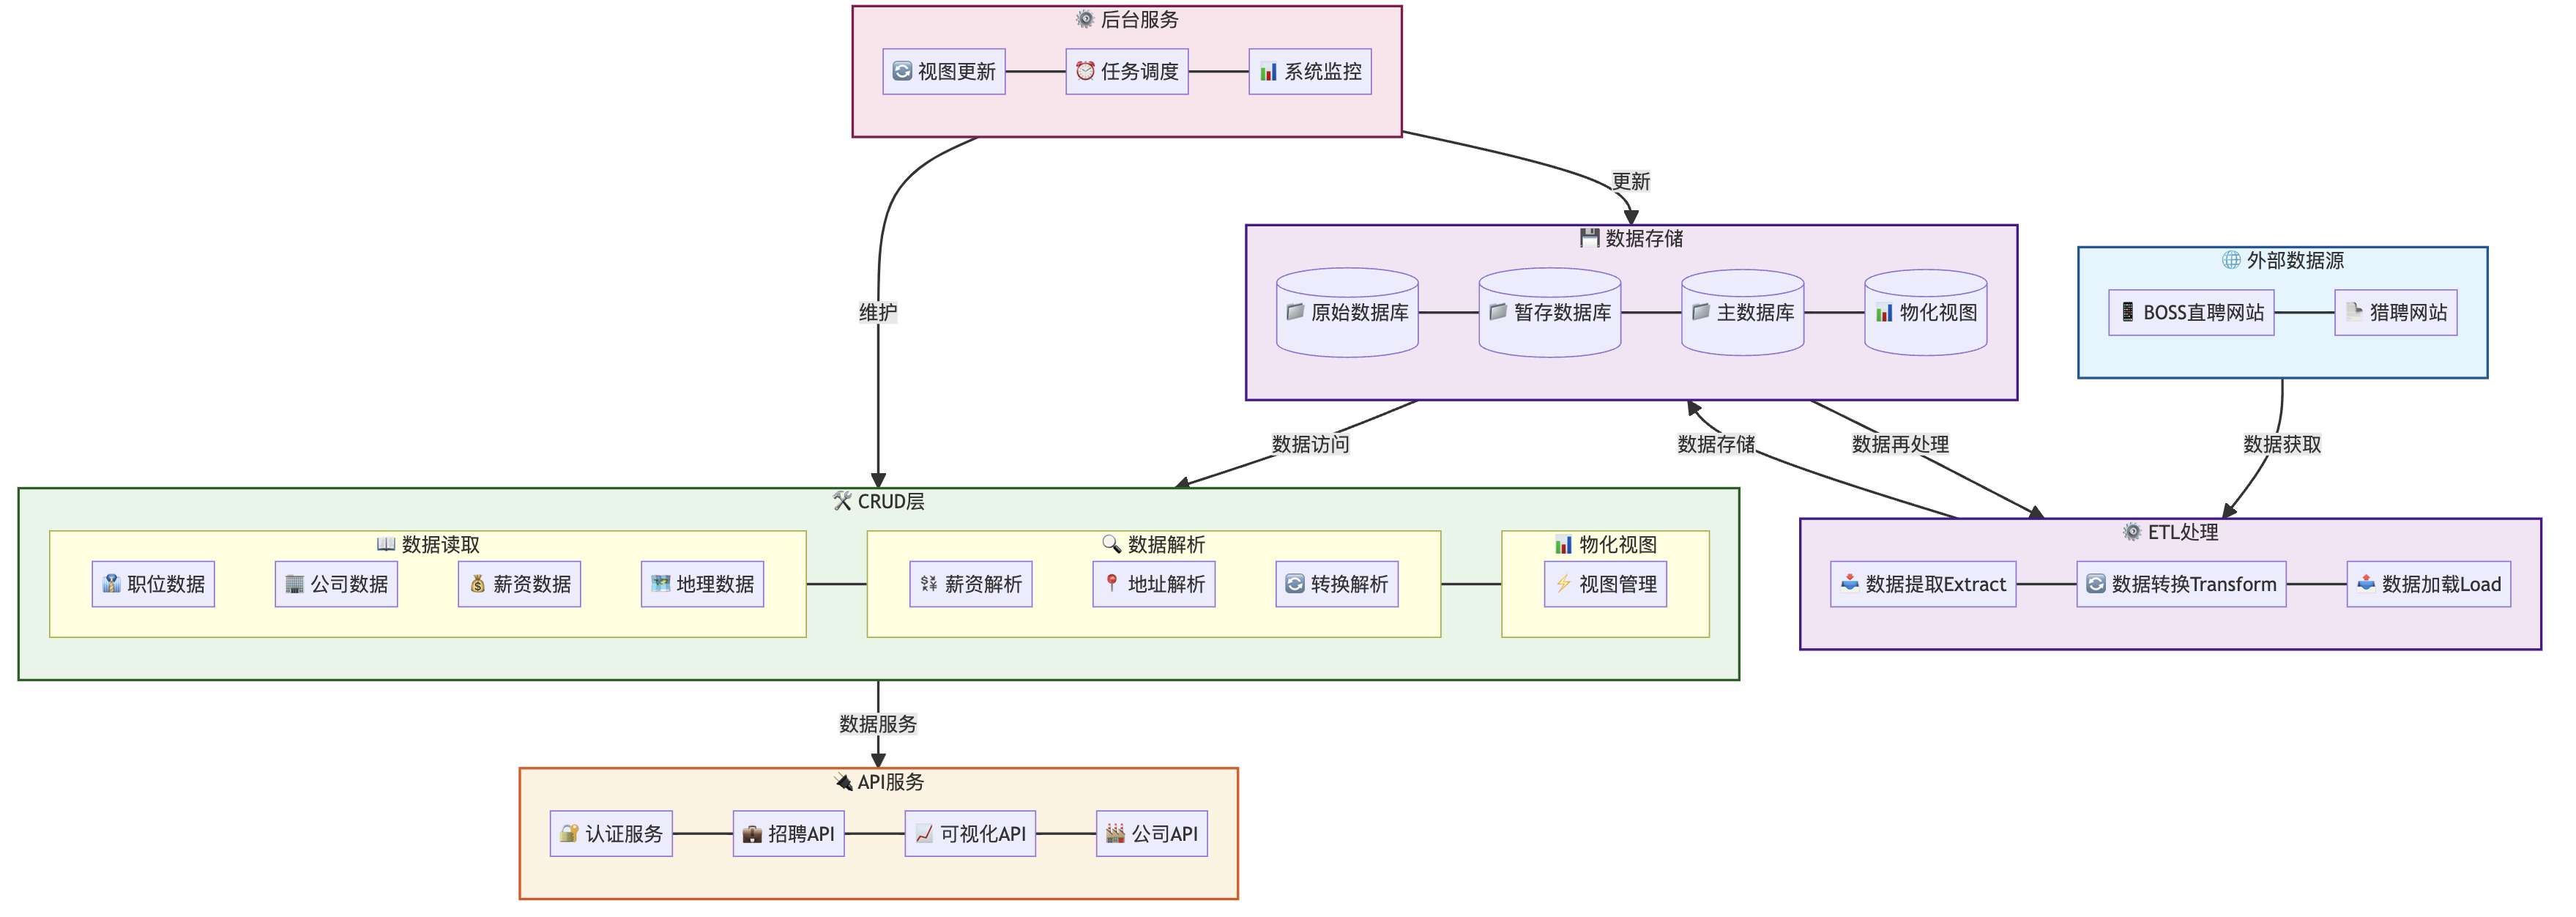 后台服务
视图更新
任务调度
系统监控
更新
维护
数据存储
原始数据库
暂存数据库
主数据库
物化视图
外部数据源
BOSS直聘网站
猎聘网站
数据访问
数据存储
数据再处理
数据获取
CRUD层
数据读取
职位数据
公司数据
薪资数据
地理数据
数据解析
薪资解析
地址解析
转换解析
物化视图
视图管理
ETL处理
数据提取Extract
数据转换Transform
数据加载Load
数据服务
API服务
认证服务
招聘API
可视化API
公司API